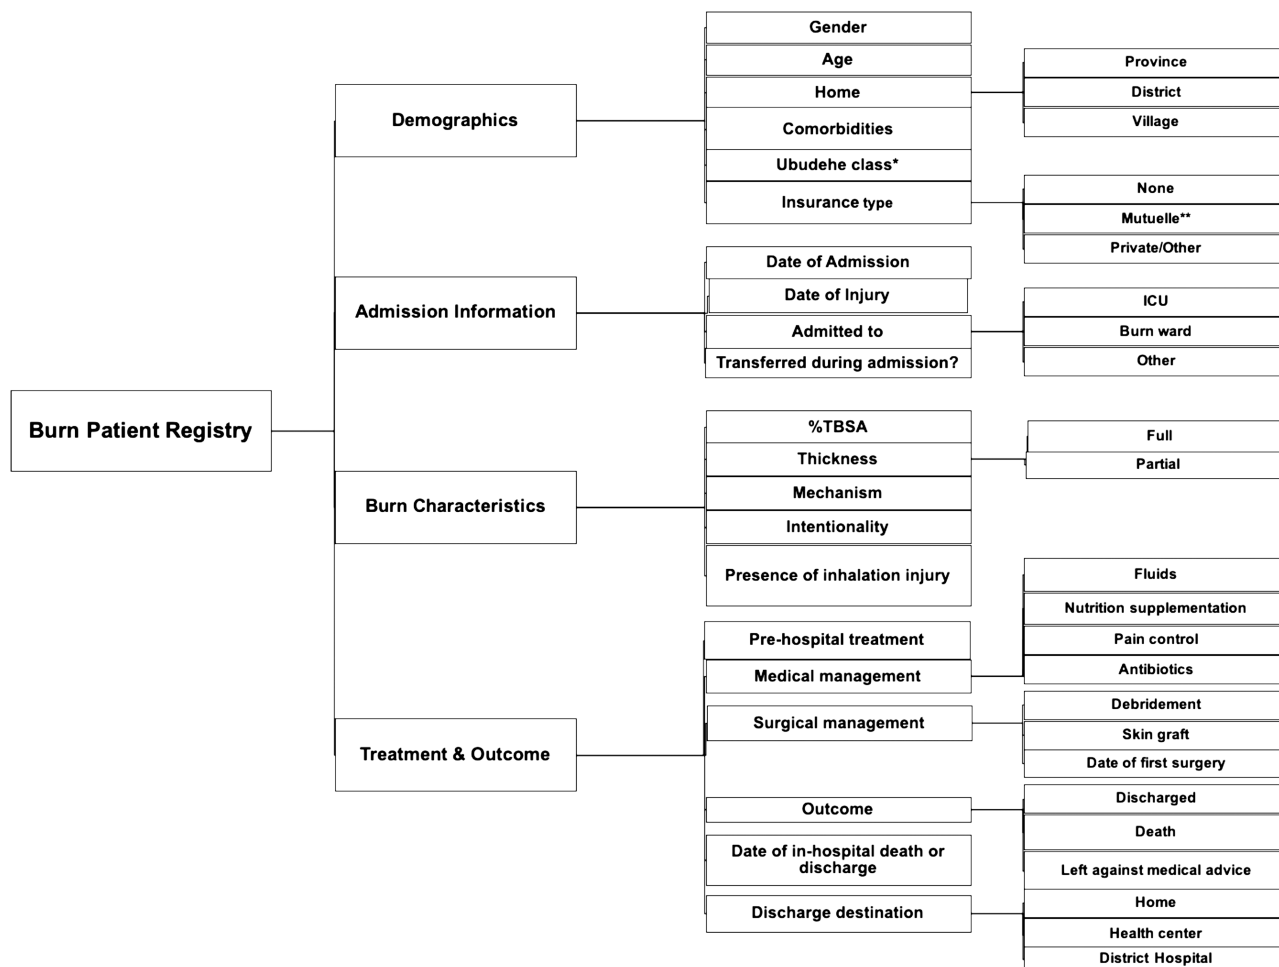 Burn Patient Registry
Demographics
Gender
Age
Home
Province
District
Village
Comorbidities
Ubudehe class*
Insurance type
None
Mutuelle**
Private/Other
Admission Information
Date of Admission
Date of Injury
Admitted to
ICU
Burn ward
Other
Transferred during admission?
Burn Characteristics
%TBSA
Thickness
Full
Partial
Mechanism
Intentionality
Presence of inhalation injury
Treatment & Outcome
Pre-hospital treatment
Medical management
Fluids
Nutrition supplementation
Pain control
Antibiotics
Surgical management
Debridement
Skin graft
Date of first surgery
Outcome
Discharged
Death
Left against medical advice
Date of in-hospital death or
discharge
Discharge destination
Home
Health center
District Hospital